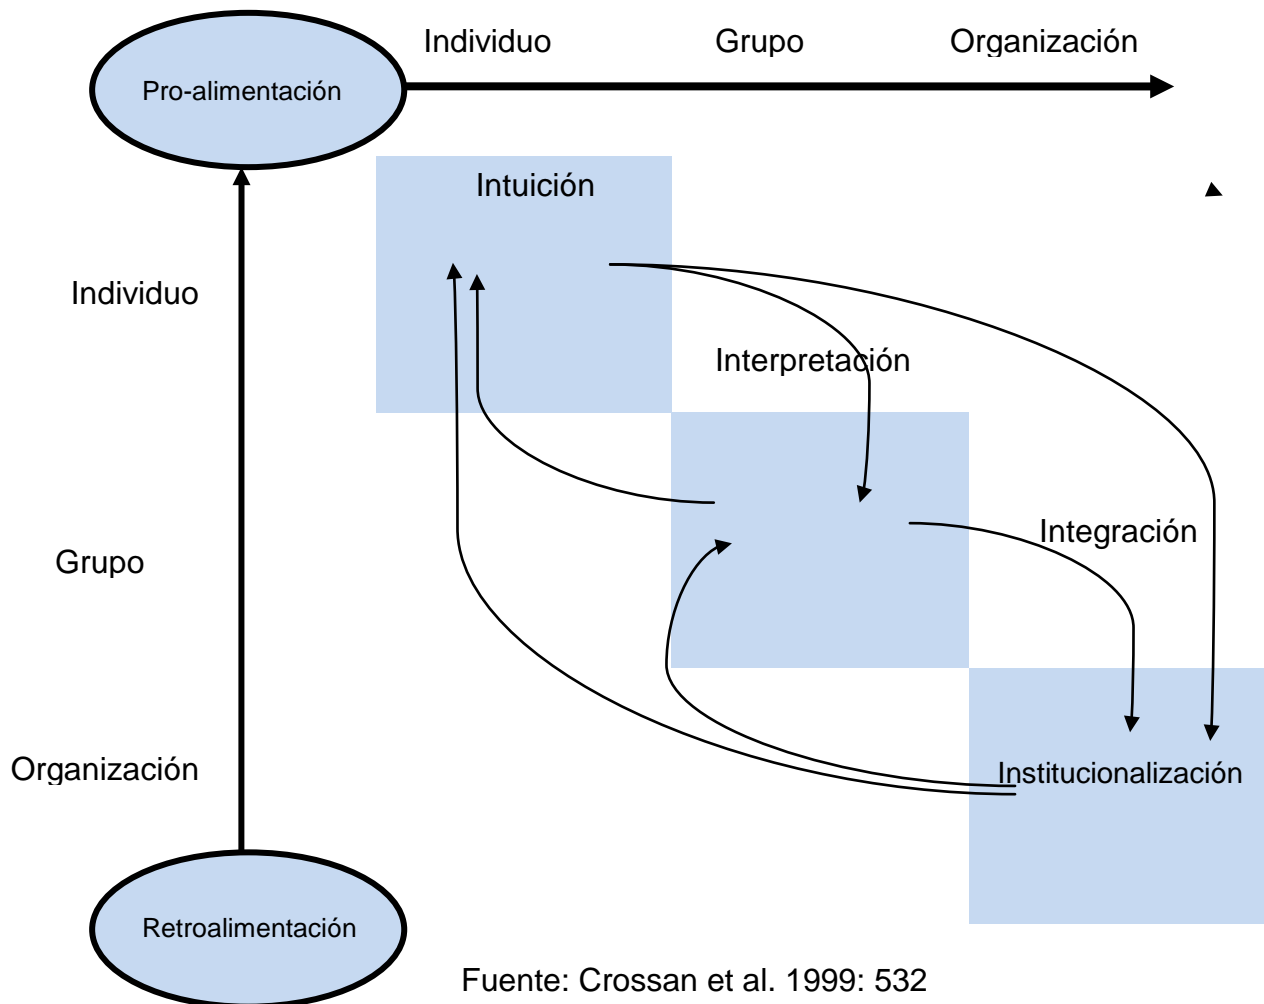 Individuo
Grupo
Organización
Pro-alimentación
Intuición
Individuo
Interpretación
Integración
Grupo
Organización
Institucionalización
Retroalimentación
Fuente: Crossan et al. 1999: 532